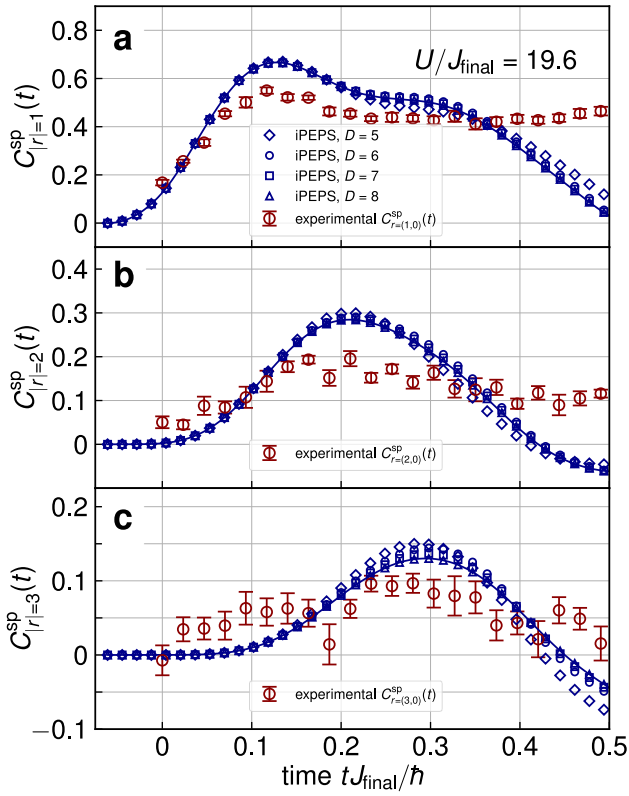 a
U/J_final = 19.6
C^sp_|r|=1(t)
0.8
0.6
0.4
0.2
0.0
iPEPS, D = 5
iPEPS, D = 6
iPEPS, D = 7
iPEPS, D = 8
experimental C^sp_r=(1,0)(t)
b
C^sp_|r|=2(t)
0.4
0.3
0.2
0.1
0
experimental C^sp_r=(2,0)(t)
c
C^sp_|r|=3(t)
0.2
0.1
0
−0.1
experimental C^sp_r=(3,0)(t)
0 0.1 0.2 0.3 0.4 0.5
time tJ_final/ℏ